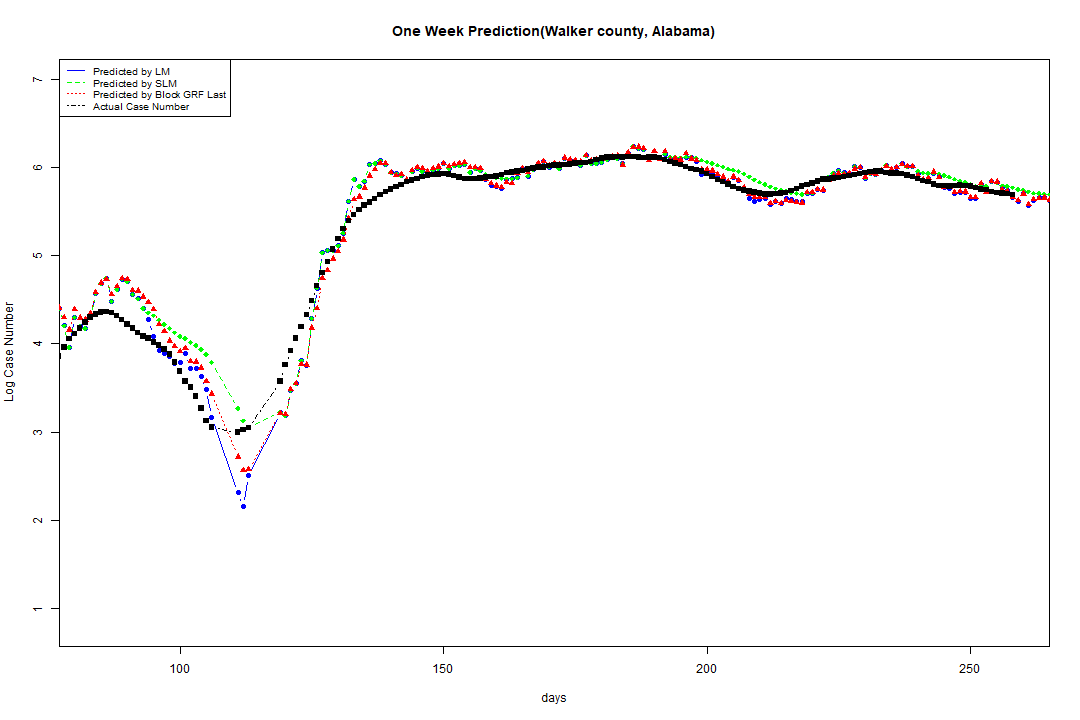 One Week Prediction(Walker county, Alabama)
Predicted by LM
Predicted by SLM
Predicted by Block GRF Last
Actual Case Number
7
6
5
4
3
2
1
Log Case Number
100 150 200 250
days